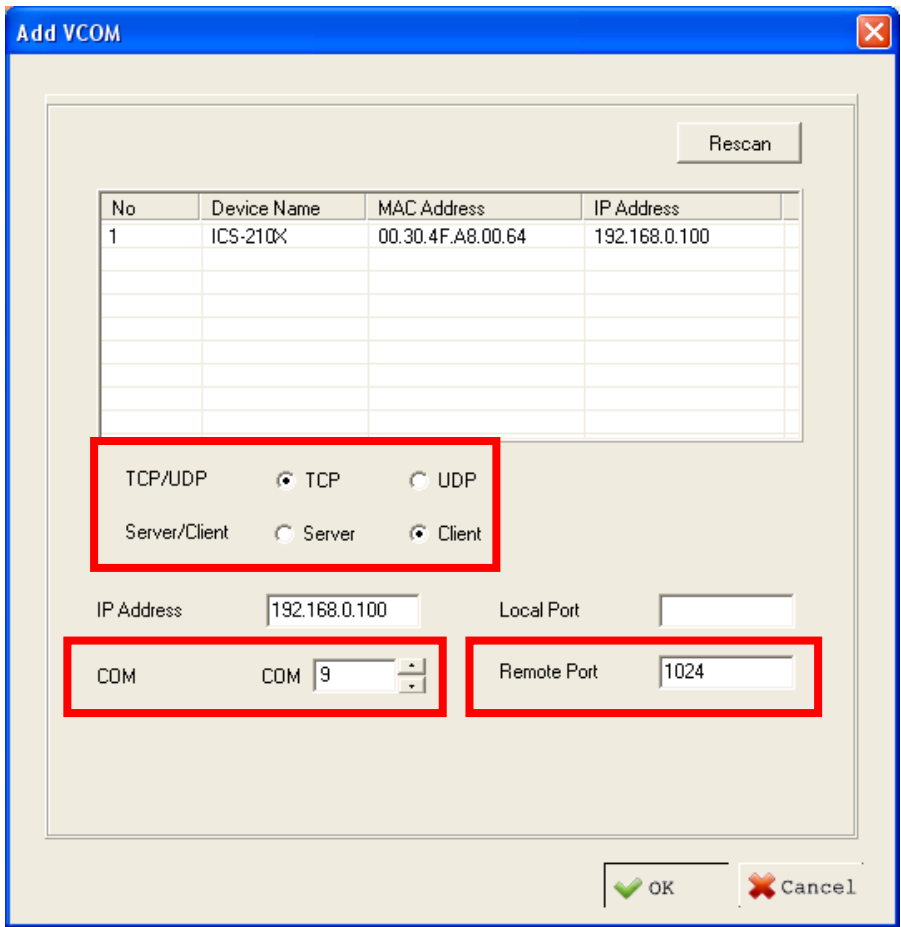 Add VCOM
Rescan
No Device Name MAC Address IP Address
1 ICS-210X 00.30.4F.A8.00.64 192.168.0.100
TCP/UDP TCP UDP
Server/Client Server Client
IP Address 192.168.0.100 Local Port
COM COM 9 Remote Port 1024
OK Cancel